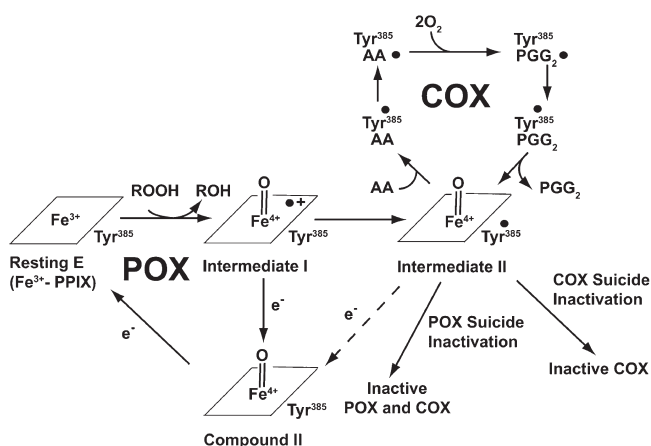 2O₂
Tyr³⁸⁵
AA •
Tyr³⁸⁵
PGG₂ •
COX
•
Tyr³⁸⁵
AA
•
Tyr³⁸⁵
PGG₂
AA
PGG₂
ROOH
ROH
Fe³⁺
Tyr³⁸⁵
O
•+
Fe⁴⁺
Tyr³⁸⁵
O
Fe⁴⁺
•
Tyr³⁸⁵
Resting E
(Fe³⁺- PPIX)
POX
Intermediate I
Intermediate II
e⁻
e⁻
e⁻
COX Suicide
Inactivation
POX Suicide
Inactivation
O
Fe⁴⁺
Tyr³⁸⁵
Compound II
Inactive
POX and COX
Inactive COX